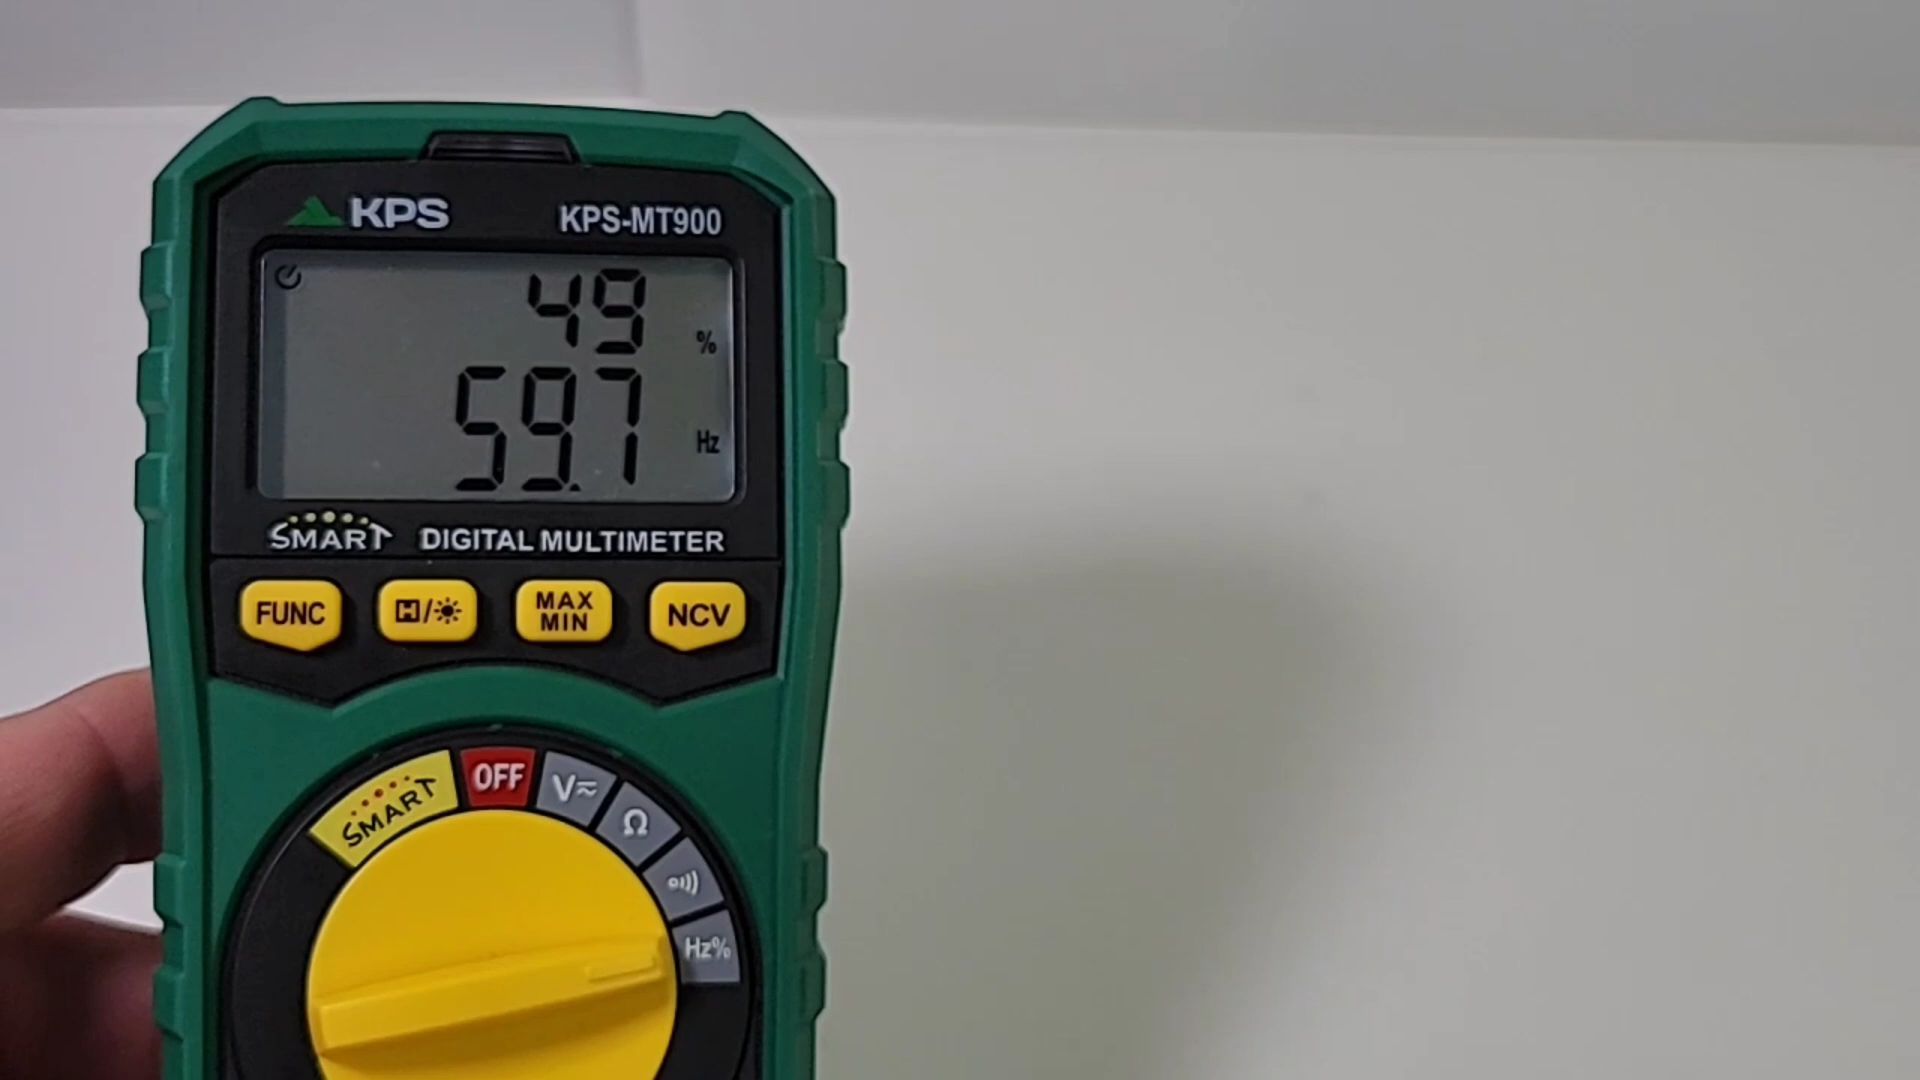 KPS KPS-MT900
49 %
59.7 Hz
SMART DIGITAL MULTIMETER
FUNC H/☀ MAX MIN NCV
SMART OFF V Ω Hz%